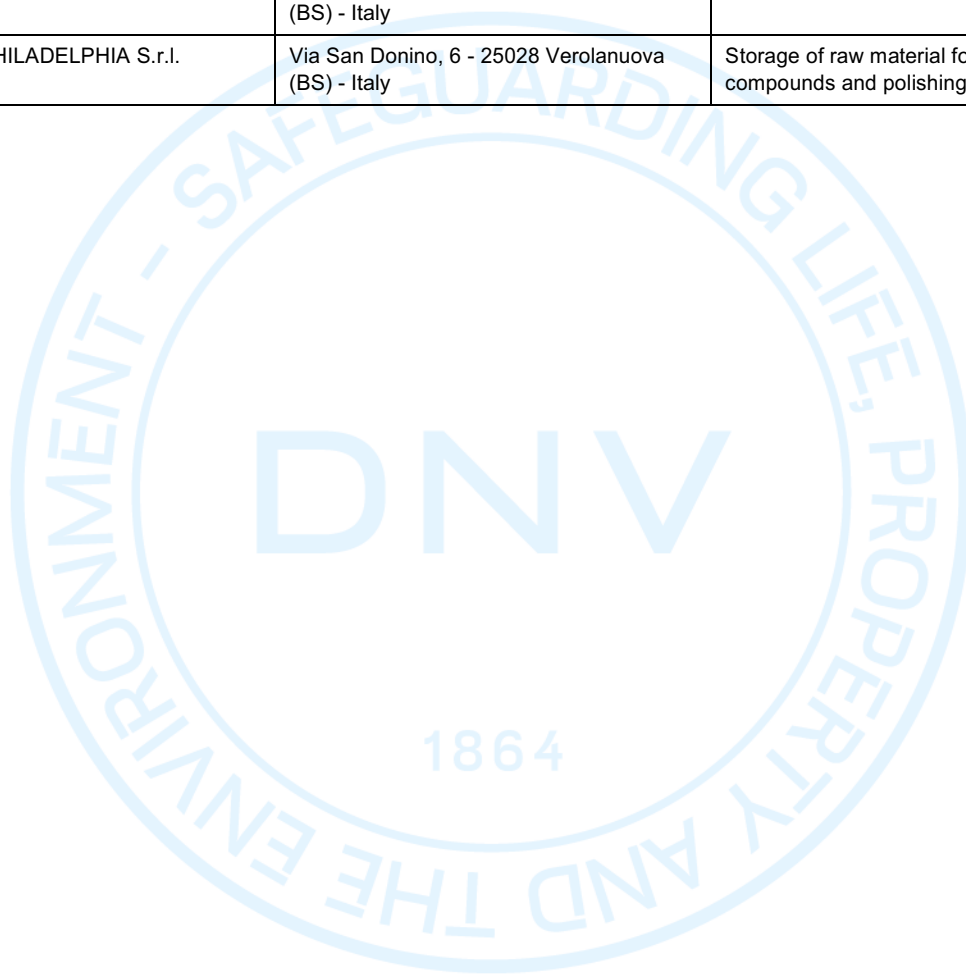 (BS) - Italy
HILADELPHIA S.r.l.
Via San Donino, 6 - 25028 Verolanuova
(BS) - Italy
Storage of raw material fo
compounds and polishing
SAFEGUARDING LIFE, PROPERTY AND THE ENVIRONMENT -
DNV
1864